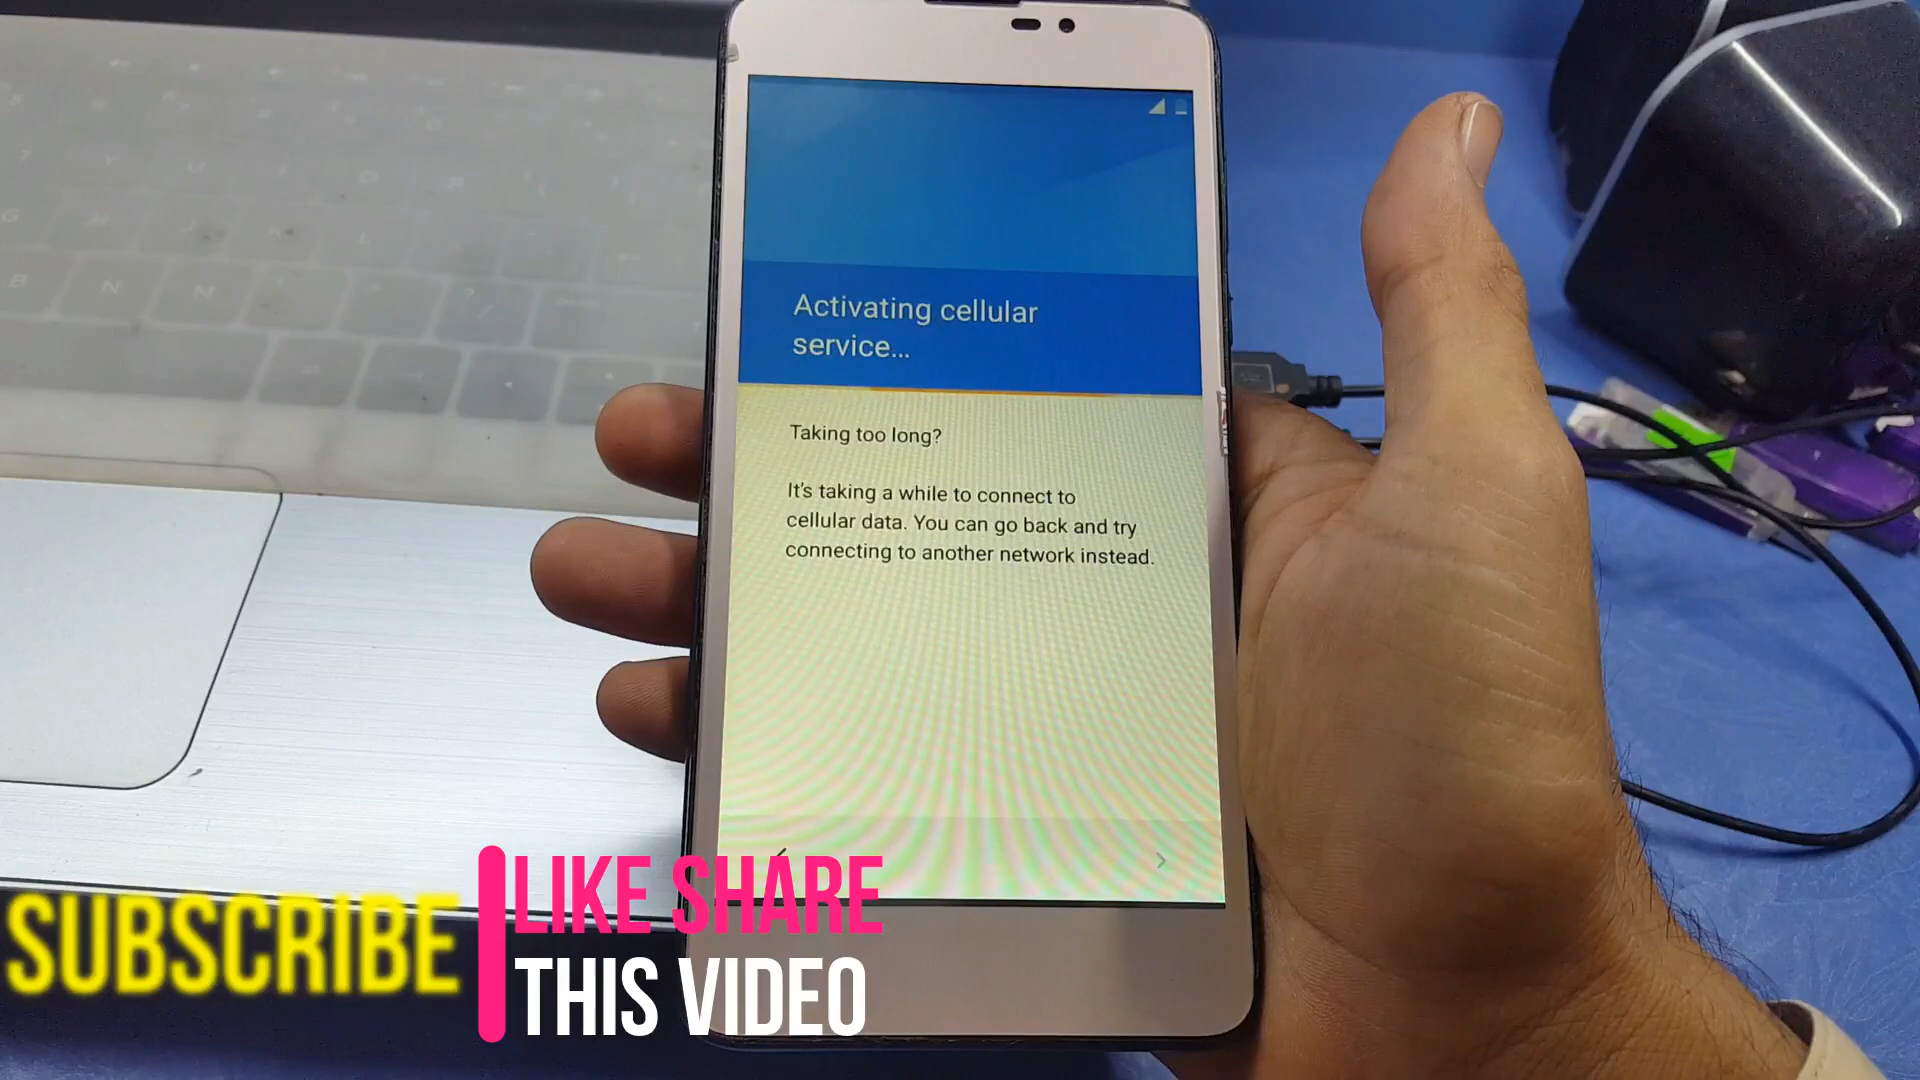 Activating cellular
service...
Taking too long?
It's taking a while to connect to
cellular data. You can go back and try
connecting to another network instead.
SUBSCRIBE
LIKE SHARE
THIS VIDEO